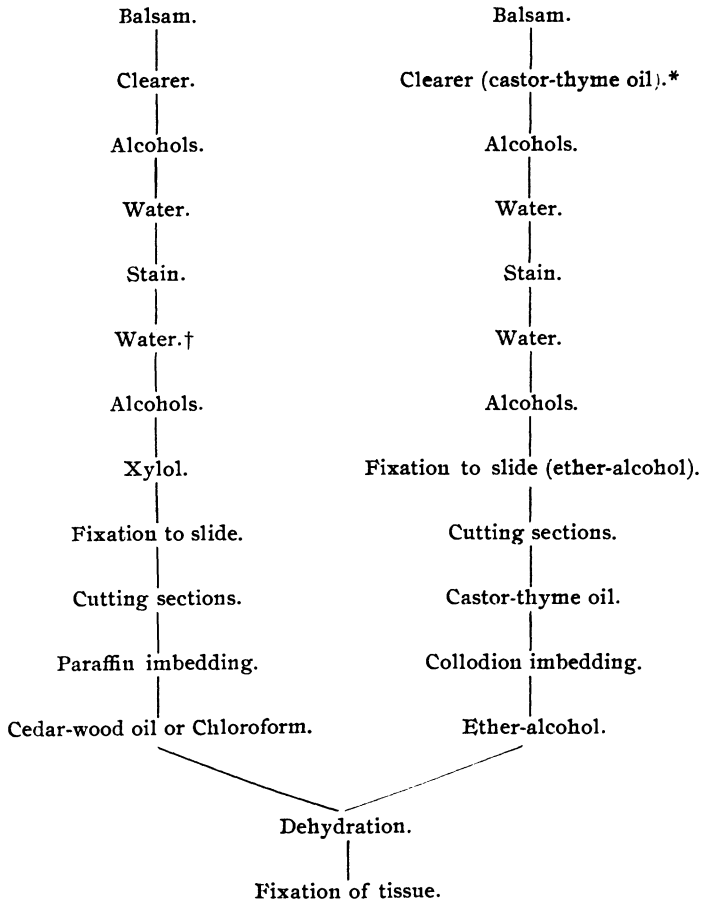 Balsam. Balsam.
Clearer. Clearer (castor-thyme oil).*
Alcohols. Alcohols.
Water. Water.
Stain. Stain.
Water.† Water.
Alcohols. Alcohols.
Xylol. Fixation to slide (ether-alcohol).
Fixation to slide. Cutting sections.
Cutting sections. Castor-thyme oil.
Paraffin imbedding. Collodion imbedding.
Cedar-wood oil or Chloroform. Ether-alcohol.
Dehydration.
Fixation of tissue.